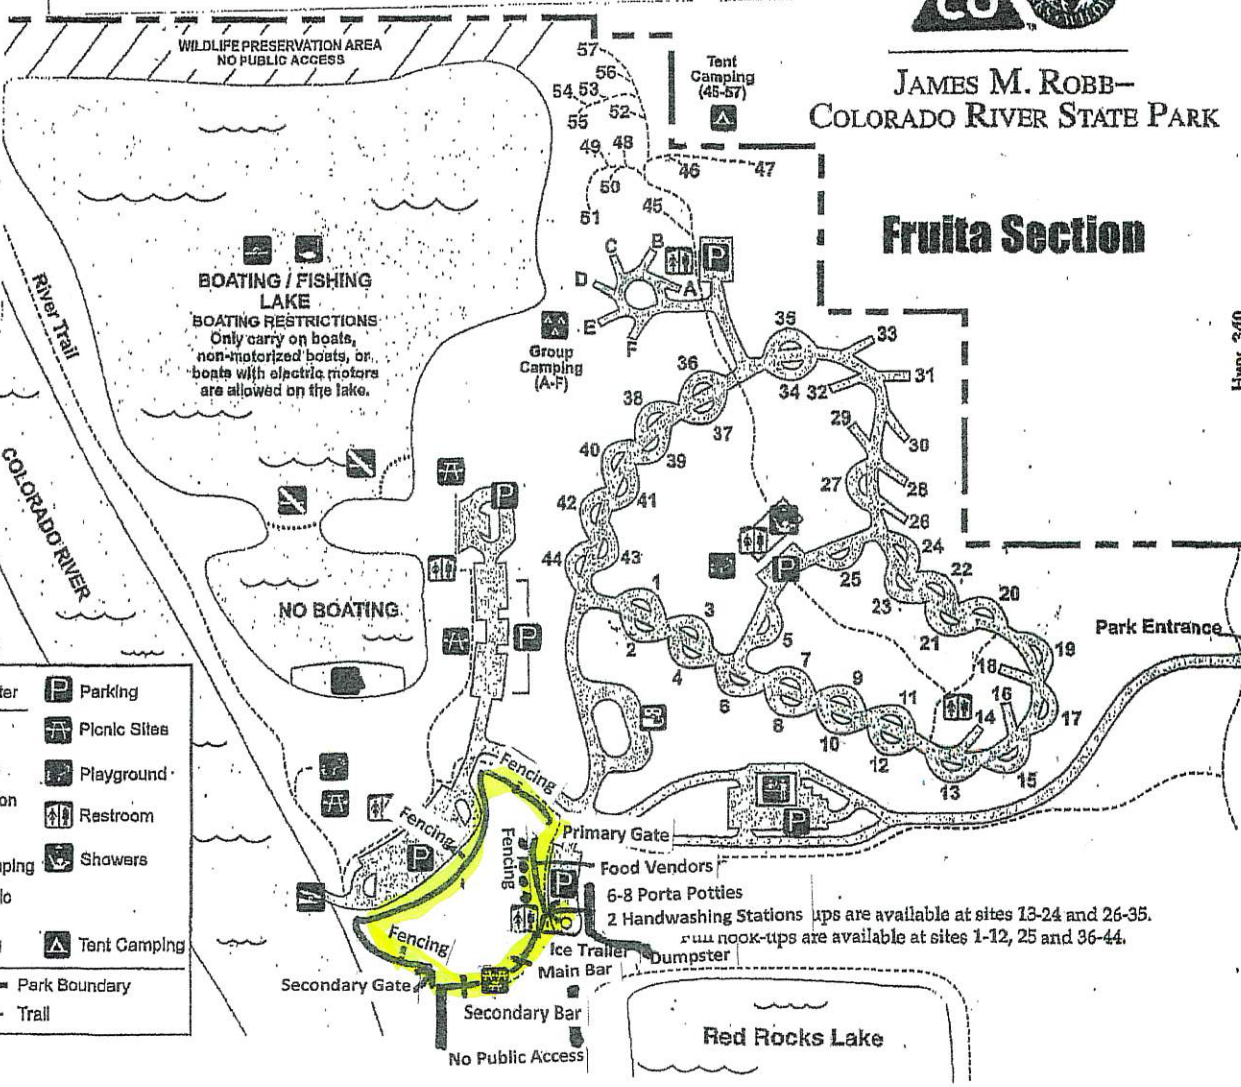 CO
JAMES M. ROBB–
COLORADO RIVER STATE PARK
Fruita Section
WILDLIFE PRESERVATION AREA
NO PUBLIC ACCESS
Tent
Camping
(45-57)
57
56
54
53
52
55
49
48
50
51
46
47
45
C
B
P
D
A
E
F
Group
Camping
(A-F)
BOATING / FISHING
LAKE
BOATING RESTRICTIONS
Only carry on boats,
non-motorized boats, or
boats with electric motors
are allowed on the lake.
River Trail
COLORADO RIVER
Hwy. 340
35
33
36
34
32
31
38
37
29
30
40
39
27
28
42
41
26
44
43
24
25
22
23
20
21
1
3
5
2
4
19
18
7
16
6
9
17
8
11
14
10
12
13
15
P
P
P
NO BOATING
Park Entrance
P Parking
Picnic Sites
Playground
Restroom
Showers
Tent Camping
Park Boundary
Trail
Fencing
Fencing
Fencing
Fencing
P
P
P
Primary Gate
Food Vendors
6-8 Porta Potties
2 Handwashing Stations
ups are available at sites 13-24 and 26-35.
hook-ups are available at sites 1-12, 25 and 36-44.
Ice Trailer
Dumpster
Main Bar
Secondary Gate
Secondary Bar
No Public Access
Red Rocks Lake